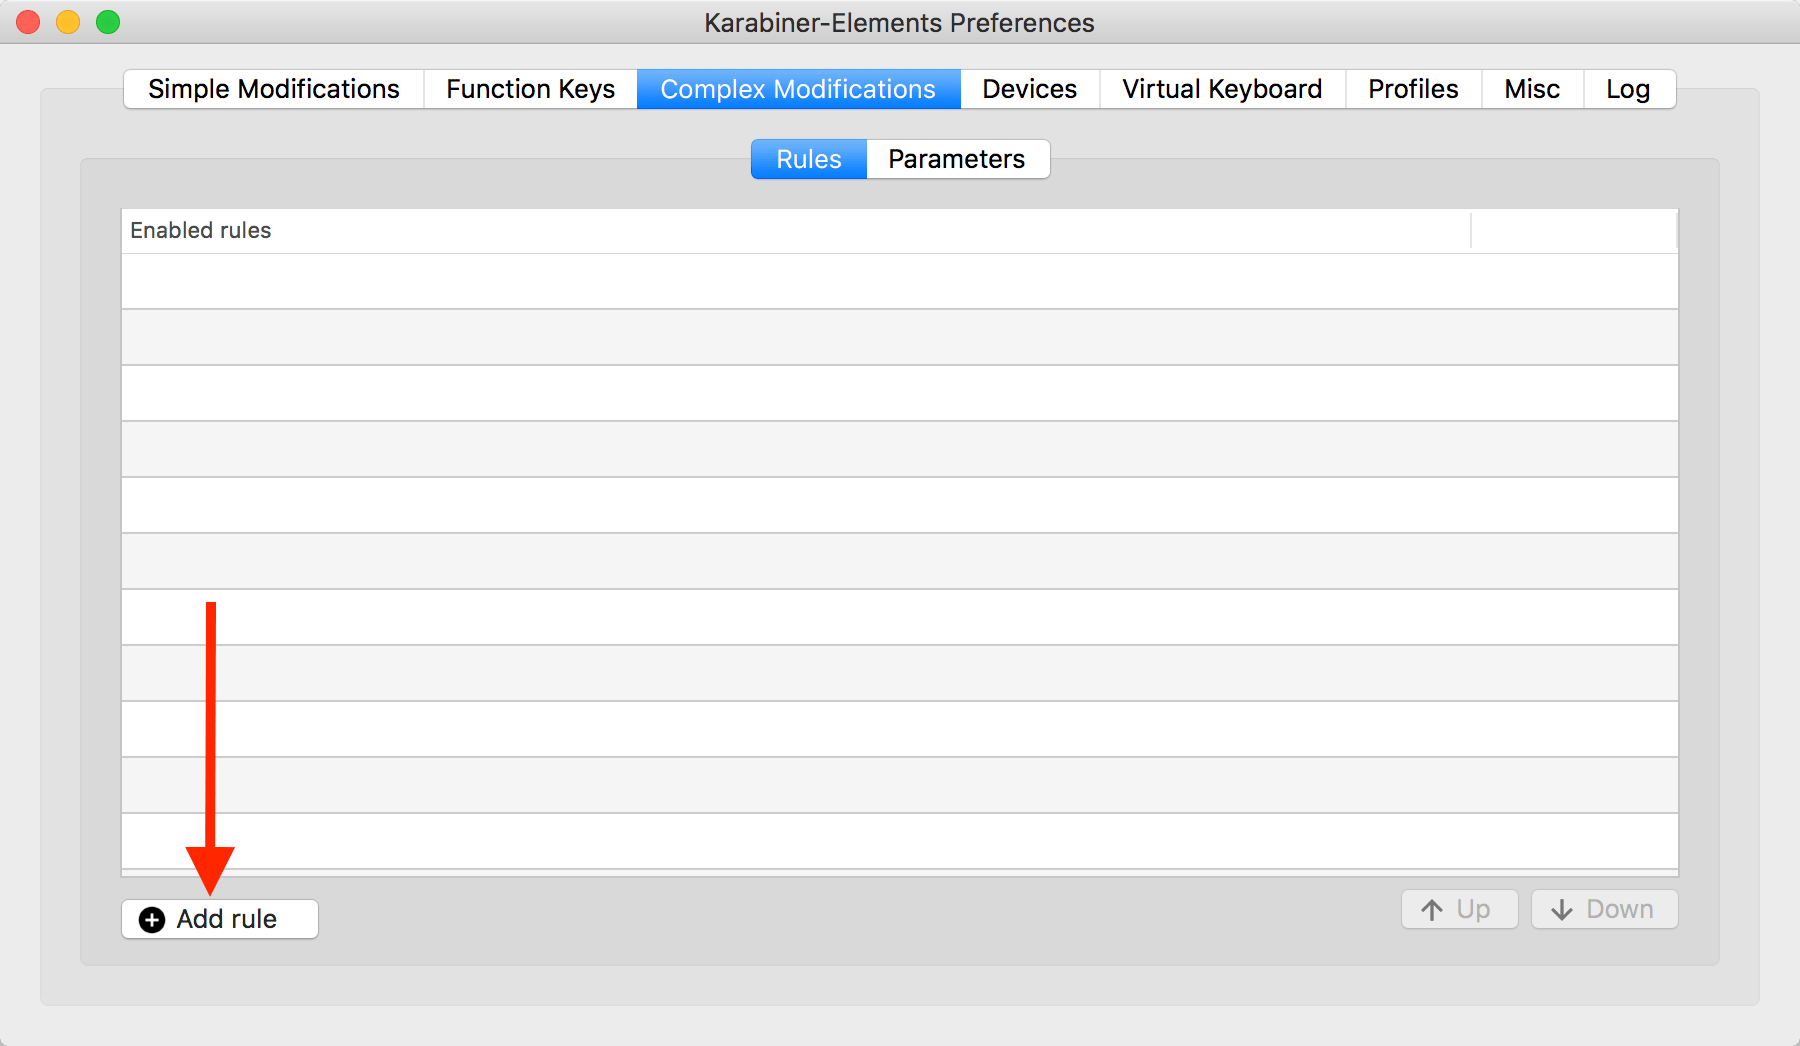 Karabiner-Elements Preferences
Simple Modifications Function Keys Complex Modifications Devices Virtual Keyboard Profiles Misc Log
Rules Parameters
Enabled rules
Add rule Up Down